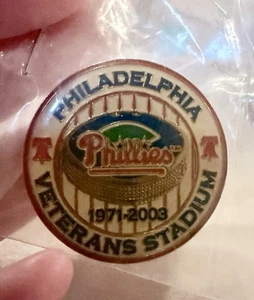 PHILADELPHIA
Phillies
1971-2003
VETERANS STADIUM